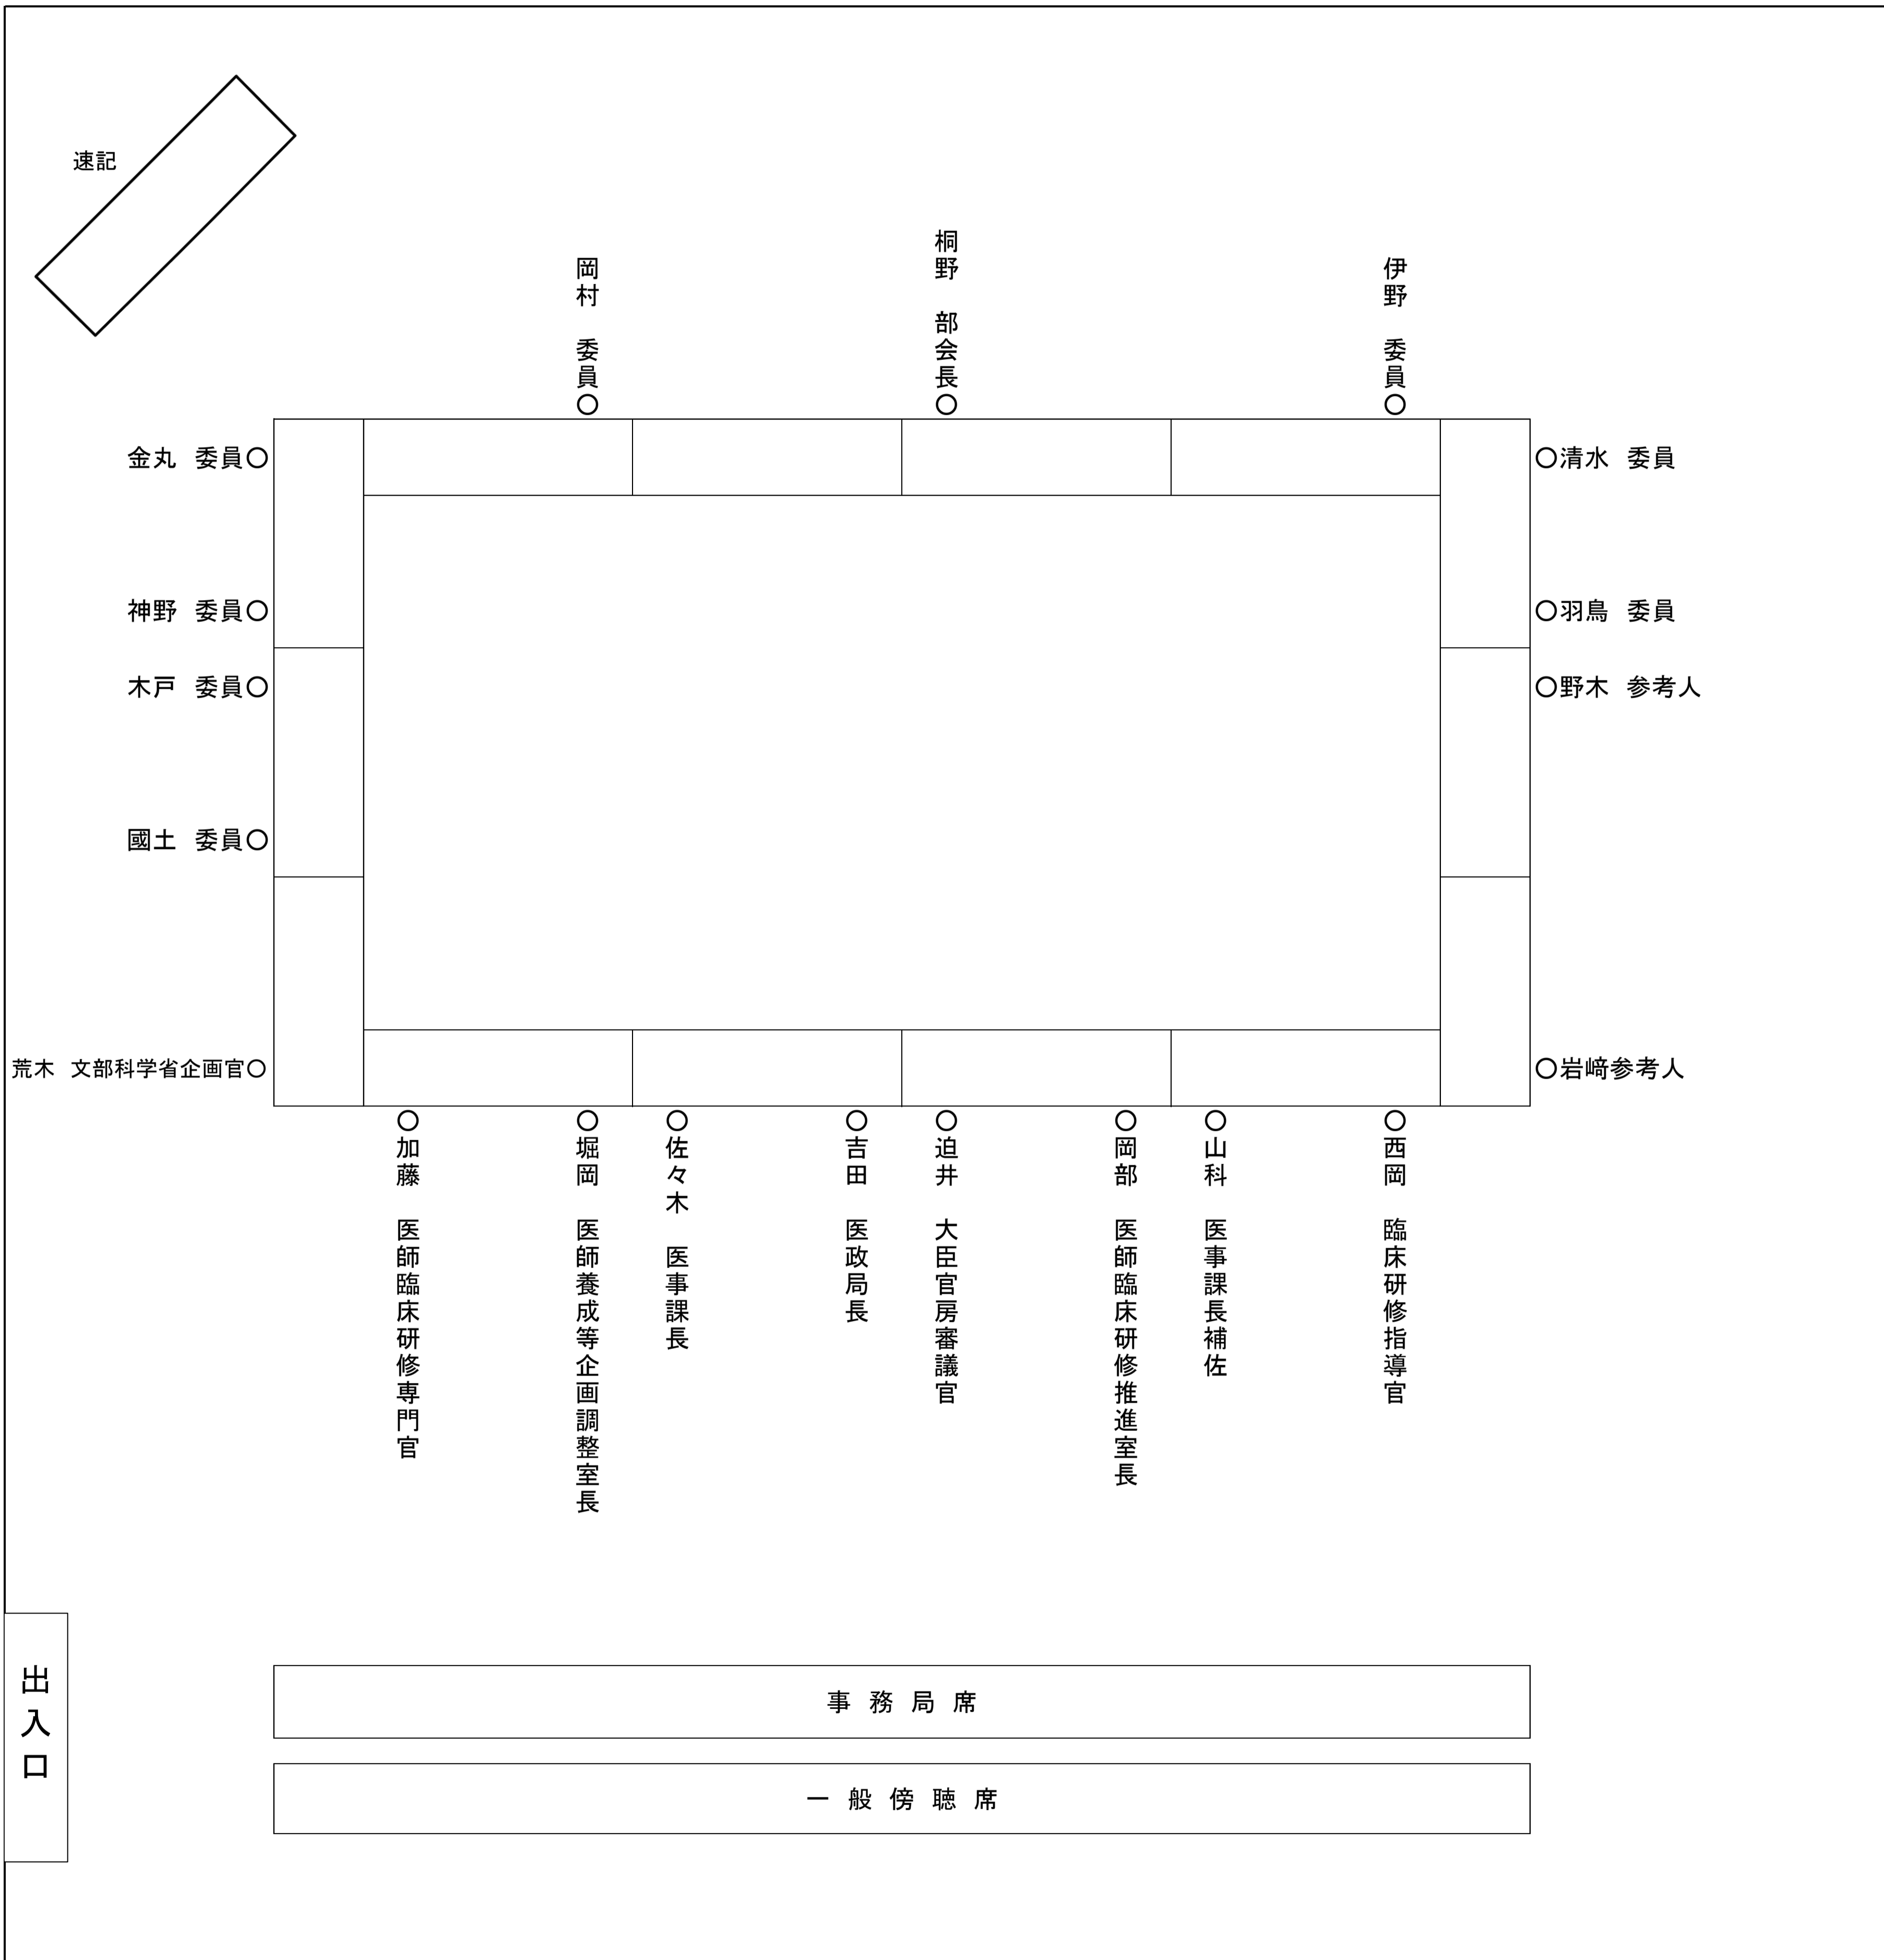 速記
岡村 委員○
桐野 部会長○
伊野 委員○
金丸 委員○
○清水 委員
神野 委員○
○羽鳥 委員
木戸 委員○
○野木 参考人
國土 委員○
荒木 文部科学省企画官○
○岩﨑参考人
○加藤 医師臨床研修専門官
○堀岡 医師養成等企画調整室長
○佐々木 医事課長
○吉田 医政局長
○迫井 大臣官房審議官
○岡部 医師臨床研修推進室長
○山科 医事課長補佐
○西岡 臨床研修指導官
出入口
事務局席
一般傍聴席